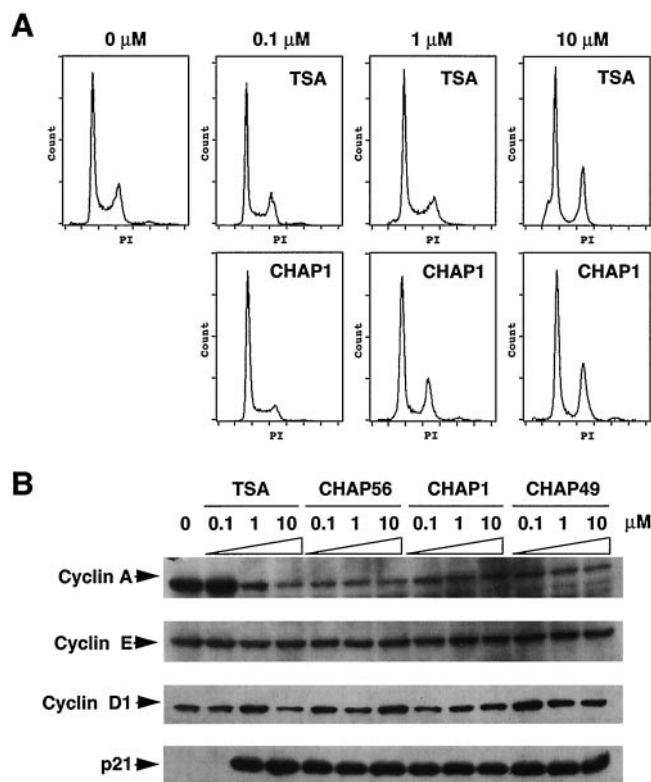 A
0 μM 0.1 μM 1 μM 10 μM
TSA TSA TSA
Count Count Count Count
PI PI PI PI
CHAP1 CHAP1 CHAP1
Count Count Count
PI PI PI
B
TSA CHAP56 CHAP1 CHAP49
0 0.1 1 10 0.1 1 10 0.1 1 10 0.1 1 10 μM
Cyclin A
Cyclin E
Cyclin D1
p21